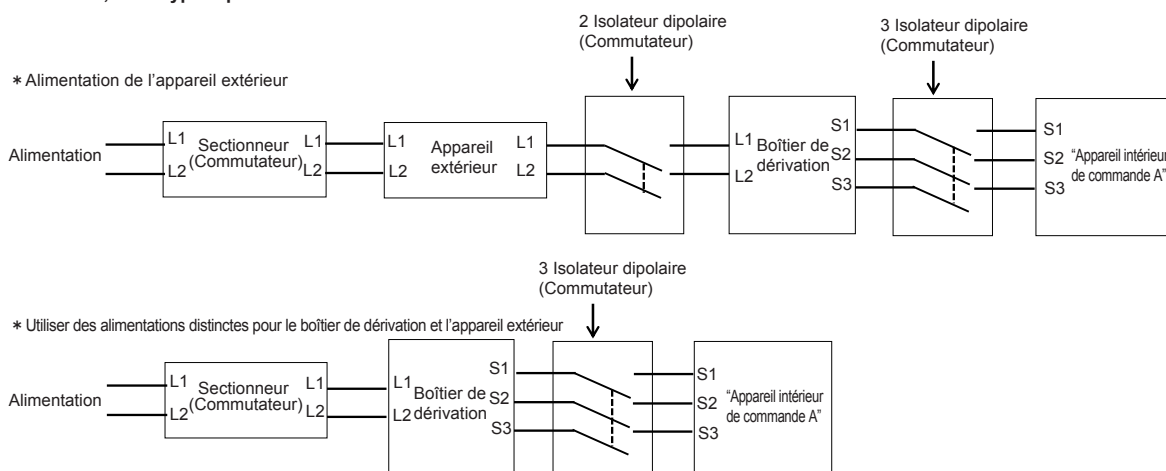 2 Isolateur dipolaire
(Commutateur)
3 Isolateur dipolaire
(Commutateur)
* Alimentation de l'appareil extérieur
Alimentation
L1
L2
Sectionneur
(Commutateur)
L1
L2
L1
L2
Appareil
extérieur
L1
L2
L1
L2
Boîtier de
dérivation
S1
S2
S3
S1
S2
S3
"Appareil intérieur
de commande A"
3 Isolateur dipolaire
(Commutateur)
* Utiliser des alimentations distinctes pour le boîtier de dérivation et l'appareil extérieur
Alimentation
L1
L2
Sectionneur
(Commutateur)
L1
L2
L1
L2
Boîtier de
dérivation
S1
S2
S3
S1
S2
S3
"Appareil intérieur
de commande A"